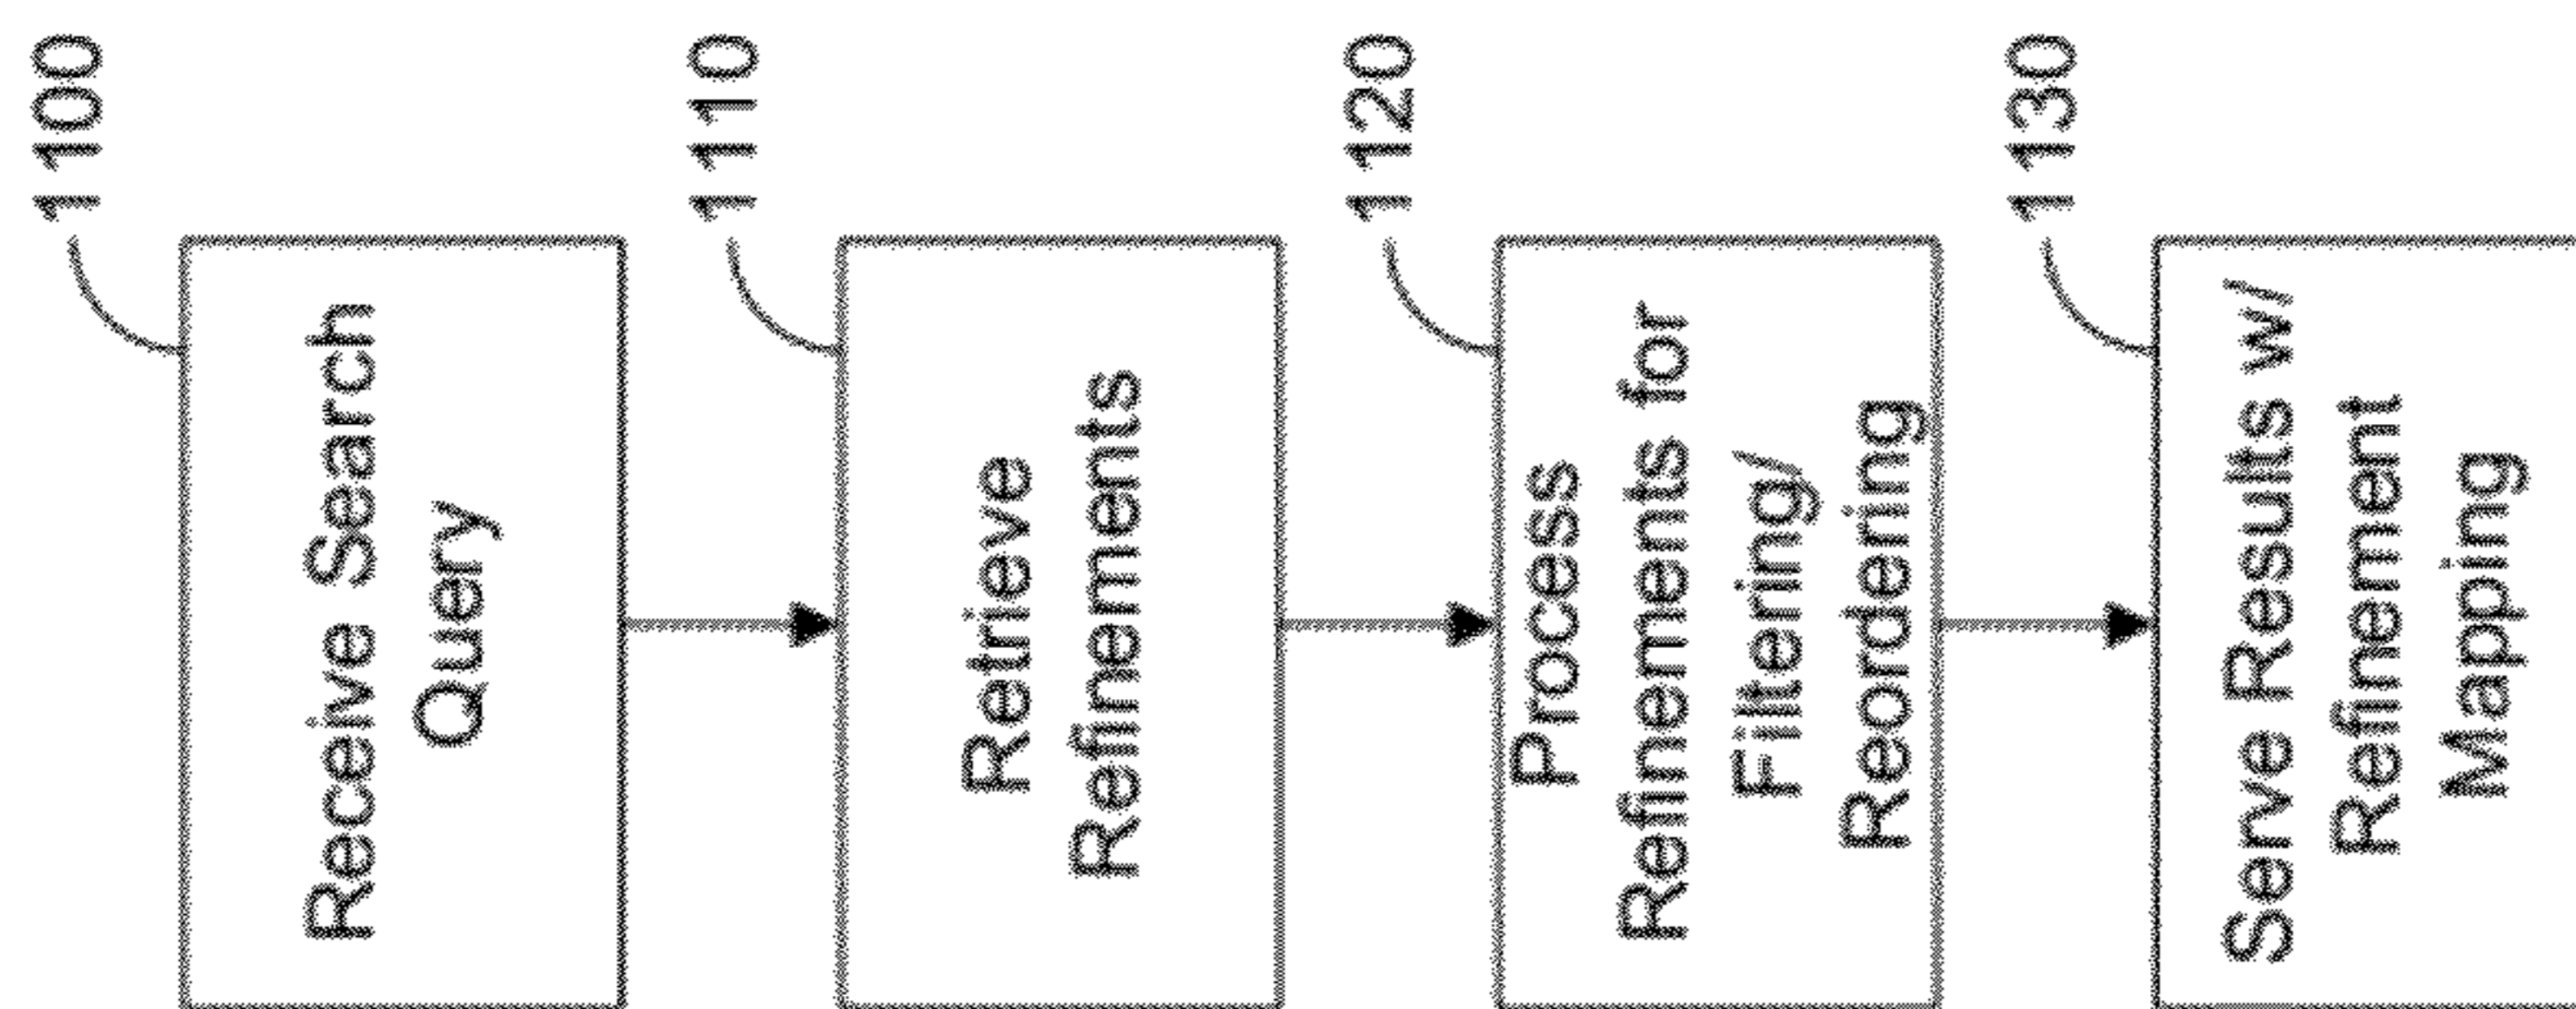 1100
Receive Search
Query
1110
Retrieve
Refinements
1120
Process
Refinements for
Filtering/
Reordering
1130
Serve Results w/
Refinement
Mapping